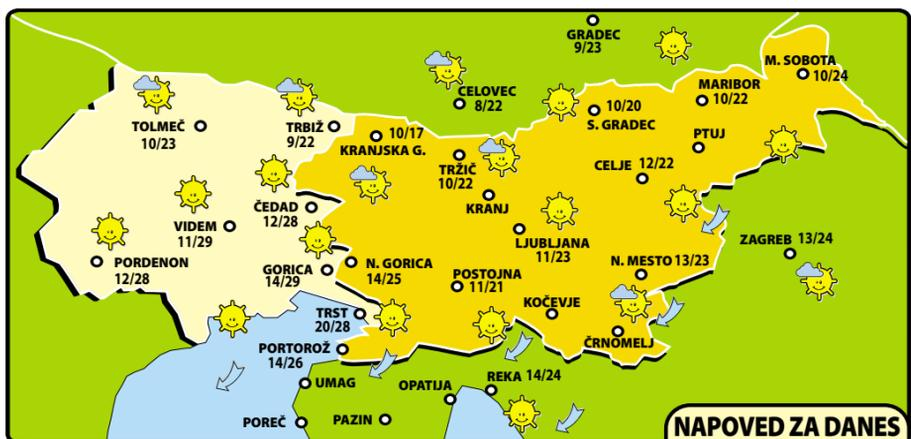 GRADEC
9/23
M. SOBOTA
10/24
CELOVEC
8/22
MARIBOR
10/22
10/20
S. GRADEC
TOLMEČ
10/23
TRBIŽ
9/22
10/17
KRANJSKA G.
PTUJ
TRŽIČ
10/22
CELJE 12/22
KRANJ
ČEDAD
12/28
VIDEM
11/29
LJUBLJANA
11/23
ZAGREB 13/24
PORDENON
12/28
GORICA
14/29
N. GORICA
14/25
POSTOJNA
11/21
N. MESTO 13/23
KOČEVJE
TRST
20/28
ČRNOMELJ
PORTOROŽ
14/26
UMAG
OPATIJA
REKA 14/24
POREČ
PAZIN
NAPOVED ZA DANES